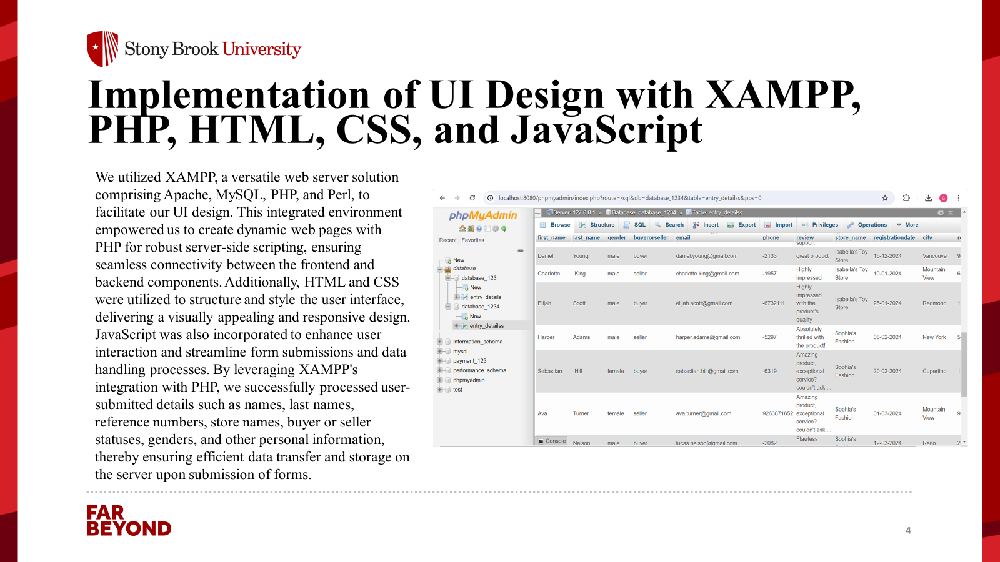 Stony Brook University
Implementation of UI Design with XAMPP,
PHP, HTML, CSS, and JavaScript
We utilized XAMPP, a versatile web server solution
comprising Apache, MySQL, PHP, and Perl, to
facilitate our UI design. This integrated environment
empowered us to create dynamic web pages with
PHP for robust server-side scripting, ensuring
seamless connectivity between the frontend and
backend components. Additionally, HTML and CSS
were utilized to structure and style the user interface,
delivering a visually appealing and responsive design.
JavaScript was also incorporated to enhance user
interaction and streamline form submissions and data
handling processes. By leveraging XAMPP's
integration with PHP, we successfully processed user-
submitted details such as names, last names,
reference numbers, store names, buyer or seller
statuses, genders, and other personal information,
thereby ensuring efficient data transfer and storage on
the server upon submission of forms.
localhost:8080/phpmyadmin/index.php?route=/sql&db=database_1234&table=entry_detailss&pos=0
G
phpMyAdmin
Recent Favorites
New
database
database_123
New
entry_details
database_1234
New
entry_detailss
information_schema
mysql
payment_123
performance_schema
phpmyadmin
test
Server: 127.0.0.1 » Database: database_1234 » Table: entry_detailss
Browse Structure SQL Search Insert Export Import Privileges Operations More
first_name last_name gender buyerorseller email phone review store_name registrationdate city
support
Daniel Young male buyer daniel.young@gmail.com -2133 great product Isabella's Toy Store 15-12-2024 Vancouver 9
Charlotte King male seller charlotte.king@gmail.com -1957 Highly impressed Isabella's Toy Store 10-01-2024 Mountain View 6
Elijah Scott male buyer elijah.scott@gmail.com -6732111 Highly impressed with the product's quality Isabella's Toy Store 25-01-2024 Redmond 1
Harper Adams male seller harper.adams@gmail.com -5297 Absolutely thrilled with the product! Sophia's Fashion 08-02-2024 New York 5
Sebastian Hill female buyer sebastian.hill@gmail.com -6319 Amazing product, exceptional service? couldn't ask ... Sophia's Fashion 20-02-2024 Cupertino 1
Ava Turner female seller ava.turner@gmail.com 9263871652 Amazing product, exceptional service? couldn't ask ... Sophia's Fashion 01-03-2024 Mountain View 9
Nelson male buyer lucas.nelson@gmail.com -2082 Flawless Sophia's 12-03-2024 Reno 2
Console
FAR
BEYOND
4